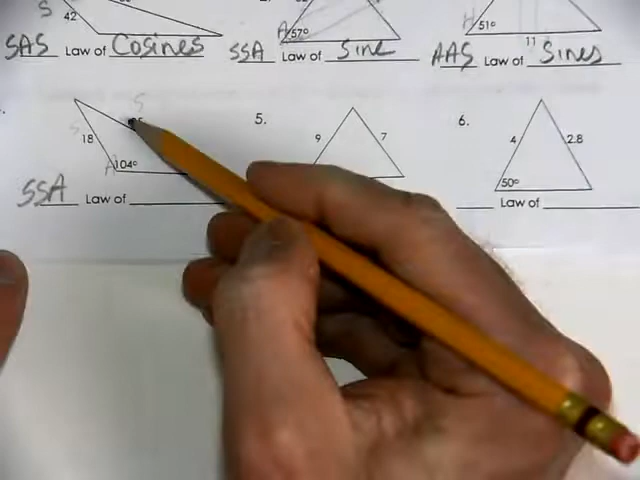 S
42
A 57°
A 51°
11
SAS Law of Cosines SSA Law of Sine AAS Law of Sines
S
5. 6.
S 18 9 7 4 2.8
A 104° 50°
SSA Law of
Law of